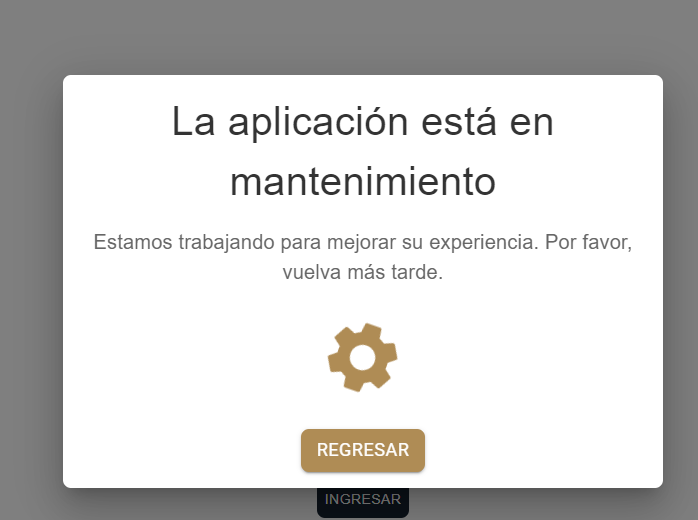 La aplicación está en
mantenimiento
Estamos trabajando para mejorar su experiencia. Por favor,
vuelva más tarde.
REGRESAR
INGRESAR